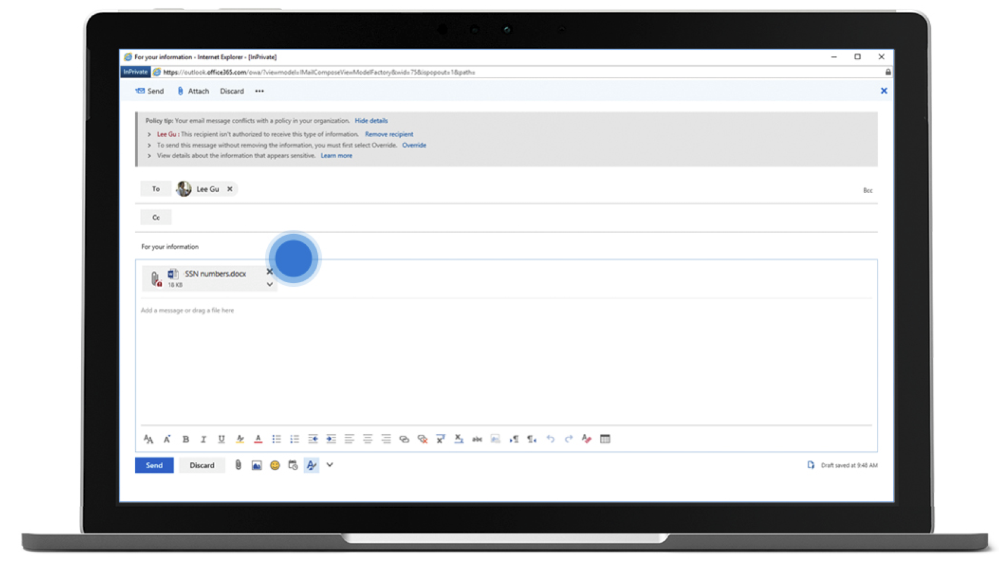 For your information - Internet Explorer - [InPrivate]
InPrivate https://outlook.office365.com/owa/?viewmodel=IMailComposeViewModelFactory&wid=75&ispopout=1&path=
Send Attach Discard •••
Policy tip: Your email message conflicts with a policy in your organization. Hide details
> Lee Gu : This recipient isn't authorized to receive this type of information. Remove recipient
> To send this message without removing the information, you must first select Override. Override
> View details about the information that appears sensitive. Learn more
To Lee Gu Bcc
Cc
For your information
SSN numbers.docx
18 KB
Add a message or drag a file here
Send Discard Draft saved at 9:48 AM